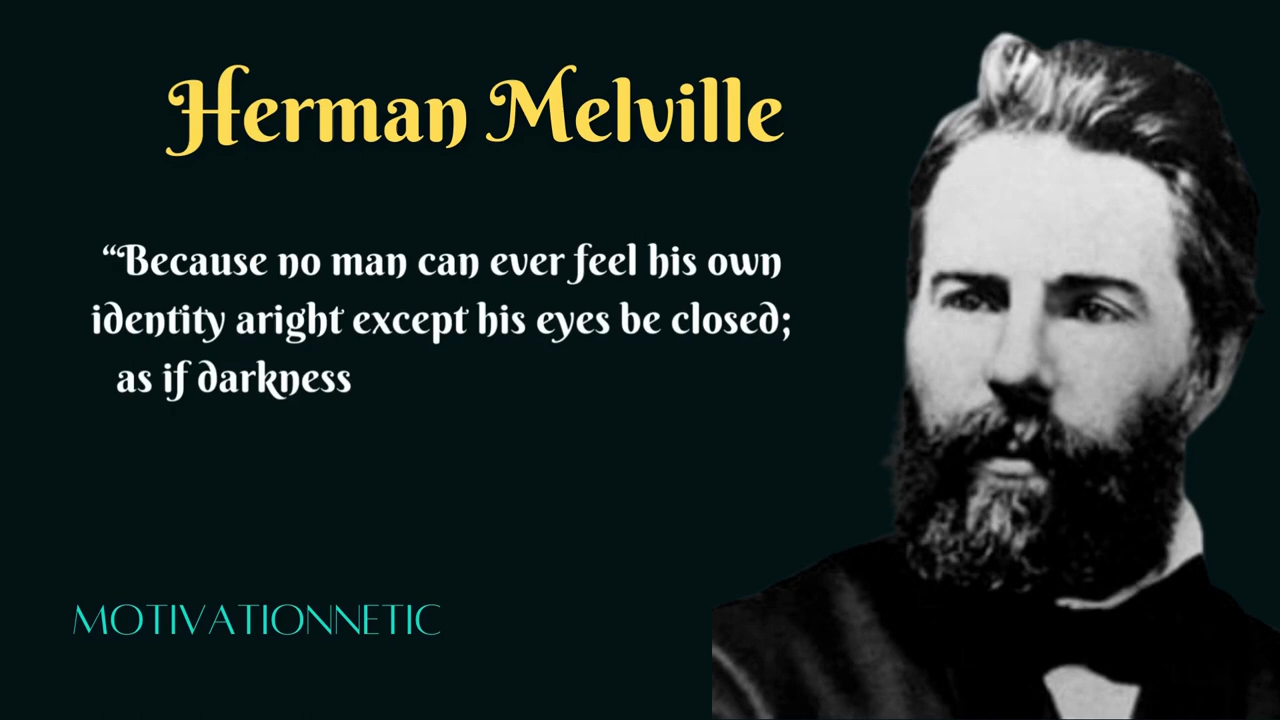 Herman Melville
“Because no man can ever feel his own
identity aright except his eyes be closed;
as if darkness
MOTIVATIONNETIC